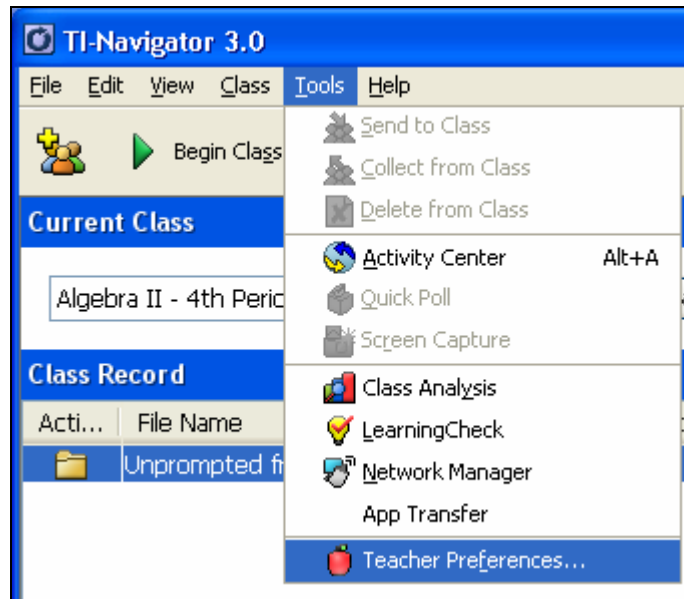 TI-Navigator 3.0
File Edit View Class Tools Help
Begin Class
Send to Class
Collect from Class
Delete from Class
Current Class
Activity Center Alt+A
Algebra II - 4th
Quick Poll
Screen Capture
Class Record
Class Analysis
Acti... File Name
LearningCheck
Unprompted
Network Manager
App Transfer
Teacher Preferences...